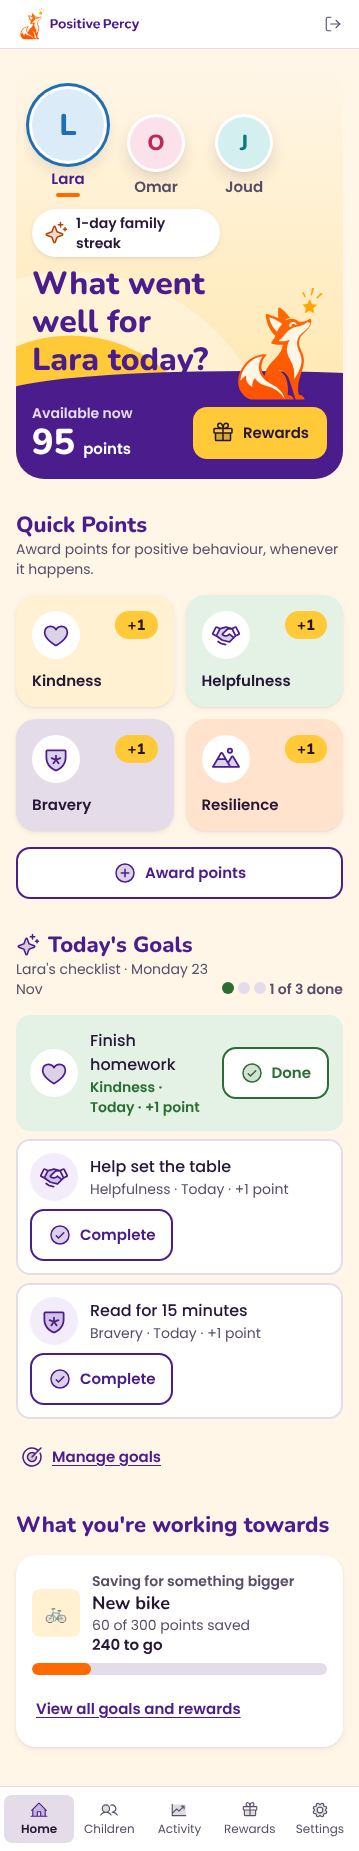 Positive Percy
L
O
J
Lara
Omar
Joud
1-day family
streak
What went
well for
Lara today?
Available now
95 points
Rewards
Quick Points
Award points for positive behaviour, whenever
it happens.
+1
Kindness
+1
Helpfulness
+1
Bravery
+1
Resilience
Award points
Today's Goals
Lara's checklist · Monday 23
Nov
1 of 3 done
Finish
homework
Kindness ·
Today · +1 point
Done
Help set the table
Helpfulness · Today · +1 point
Complete
Read for 15 minutes
Bravery · Today · +1 point
Complete
Manage goals
What you're working towards
Saving for something bigger
New bike
60 of 300 points saved
240 to go
View all goals and rewards
Home
Children
Activity
Rewards
Settings